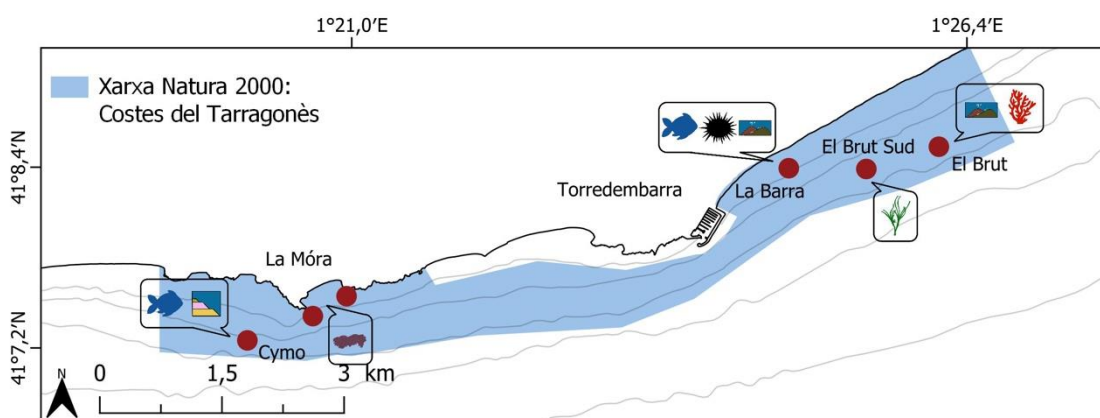 1°21,0'E
1°26,4'E
Xarxa Natura 2000:
Costes del Tarragonès
41°8,4'N
El Brut Sud
El Brut
Torredembarra
La Barra
La Móra
41°7,2'N
Cymo
N
0
1,5
3 km